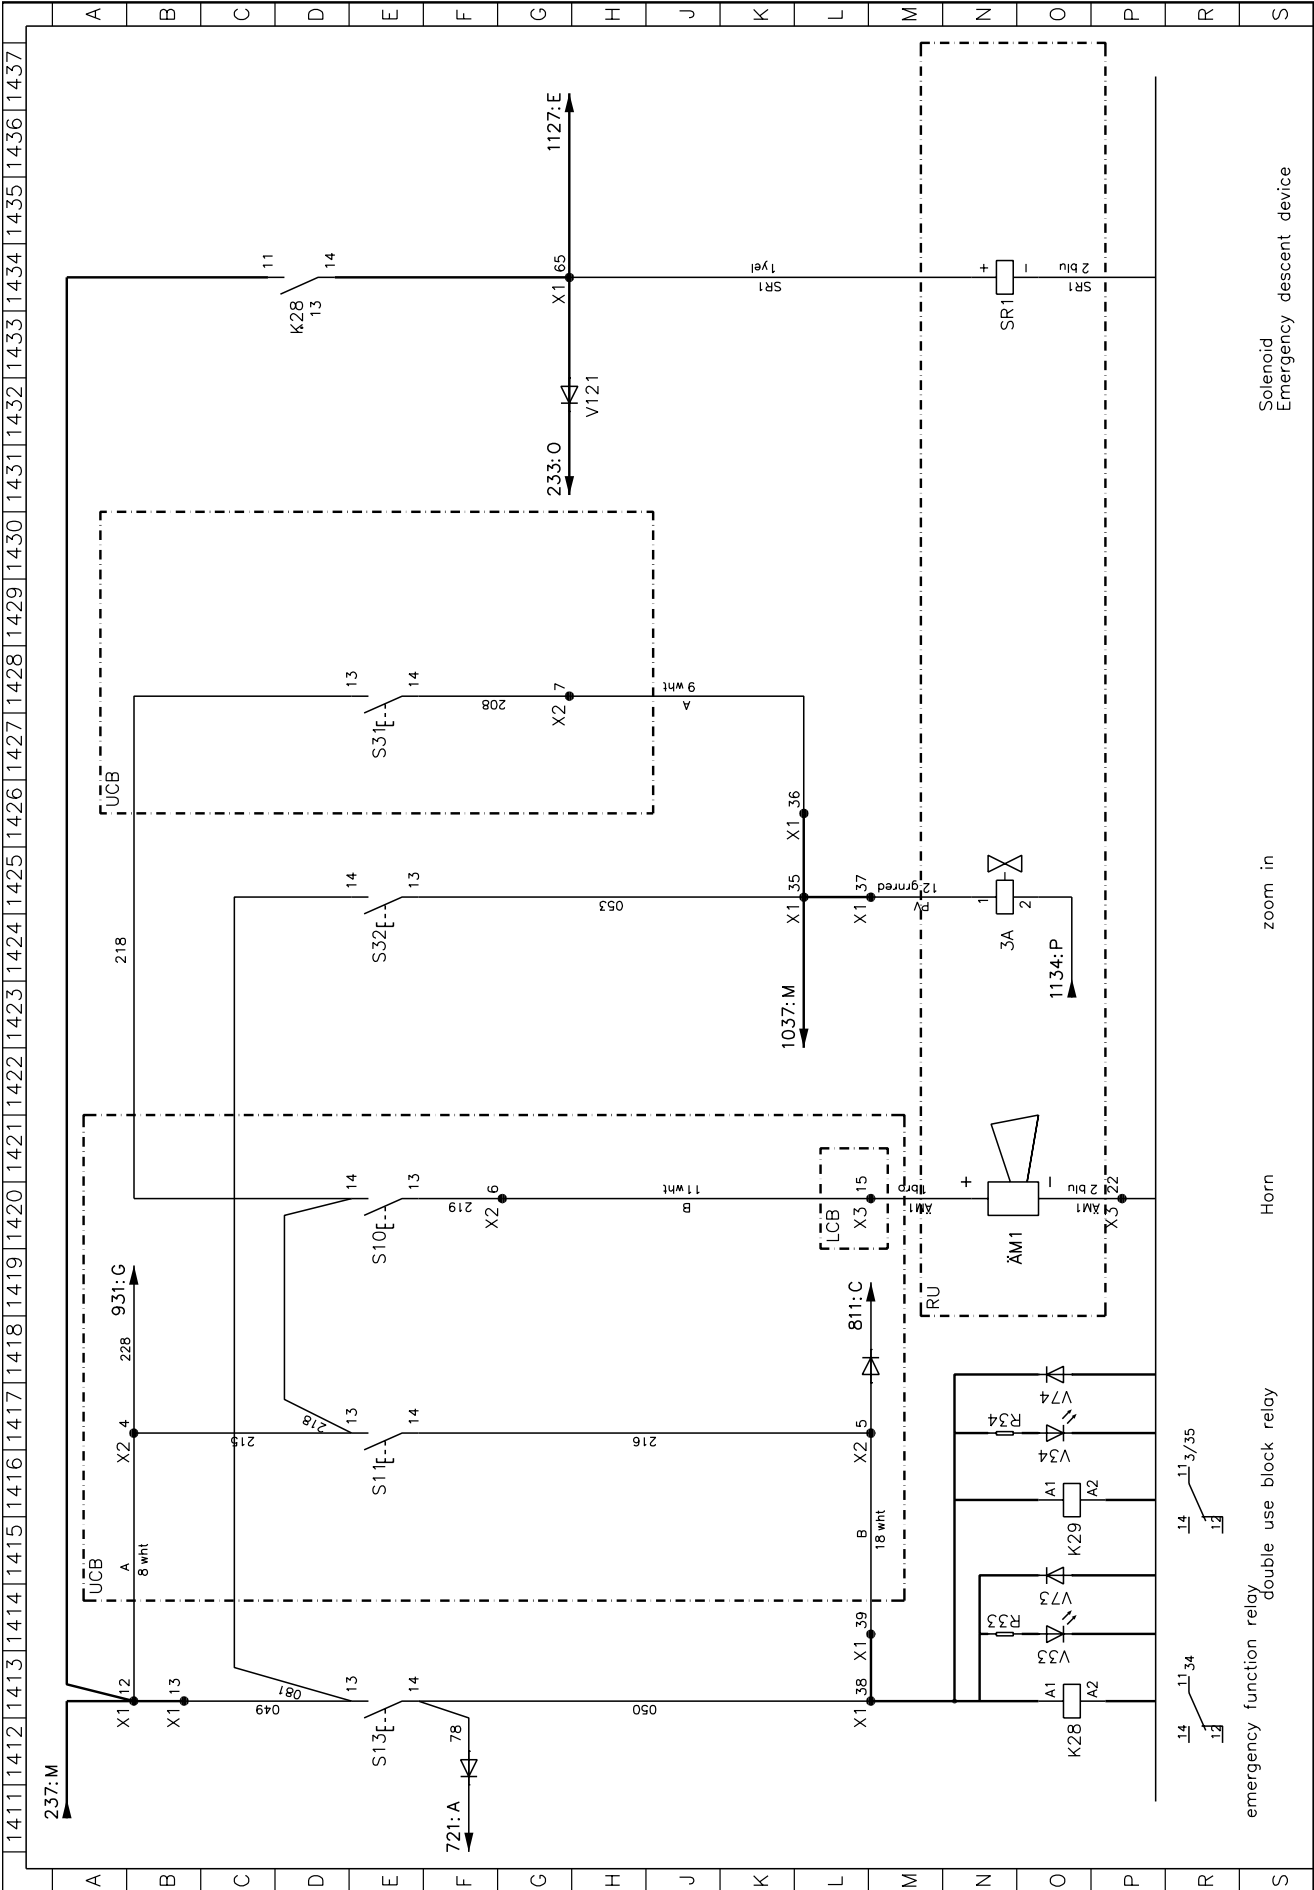 A B C D E F G H J K L M N O P R S
1411 1412 1413 1414 1415 1416 1417 1418 1419 1420 1421 1422 1423 1424 1425 1426 1427 1428 1429 1430 1431 1432 1433 1434 1435 1436 1437
237:M
X1 12
X1 13
049
081
13
S13
14
78
721:A
050
X1 38
X1 39
A1
K28
A2
14
11 34
12
emergency function relay
R33
V33
V73
UCB
A
8 wht
X2 4
228
931:G
215
218
13
S11
14
216
B
18 wht
X2 5
811:C
A1
K29
A2
R34
V34
V74
14
11 3/35
12
double use block relay
14
S10
13
219
X2 6
11 wht
B
LCB
X3 15
1bro
ÄM1
RU
+
ÄM1
-
2 blu
ÄM1
X3 22
Horn
218
14
S32
13
053
1037:M
X1 35
X1 36
X1 37
12 grnred
PV
1
3A
2
1134:P
zoom in
UCB
13
S31
14
208
X2 7
9 wht
A
11
K28
13
14
X1 65
1127:E
233:O
V121
1yel
SR1
+
SR1
-
2 blu
SR1
Solenoid
Emergency descent device
A B C D E F G H J K L M N O P R S